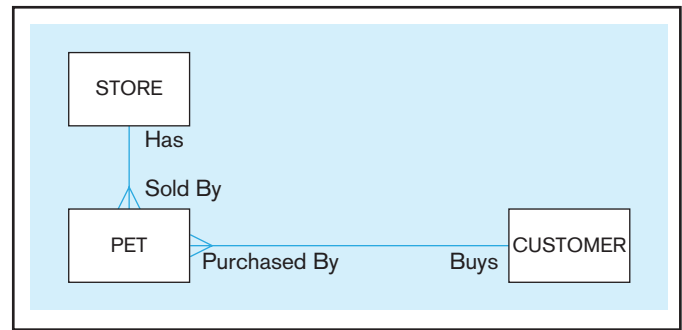 STORE
Has
Sold By
PET
Purchased By
Buys
CUSTOMER